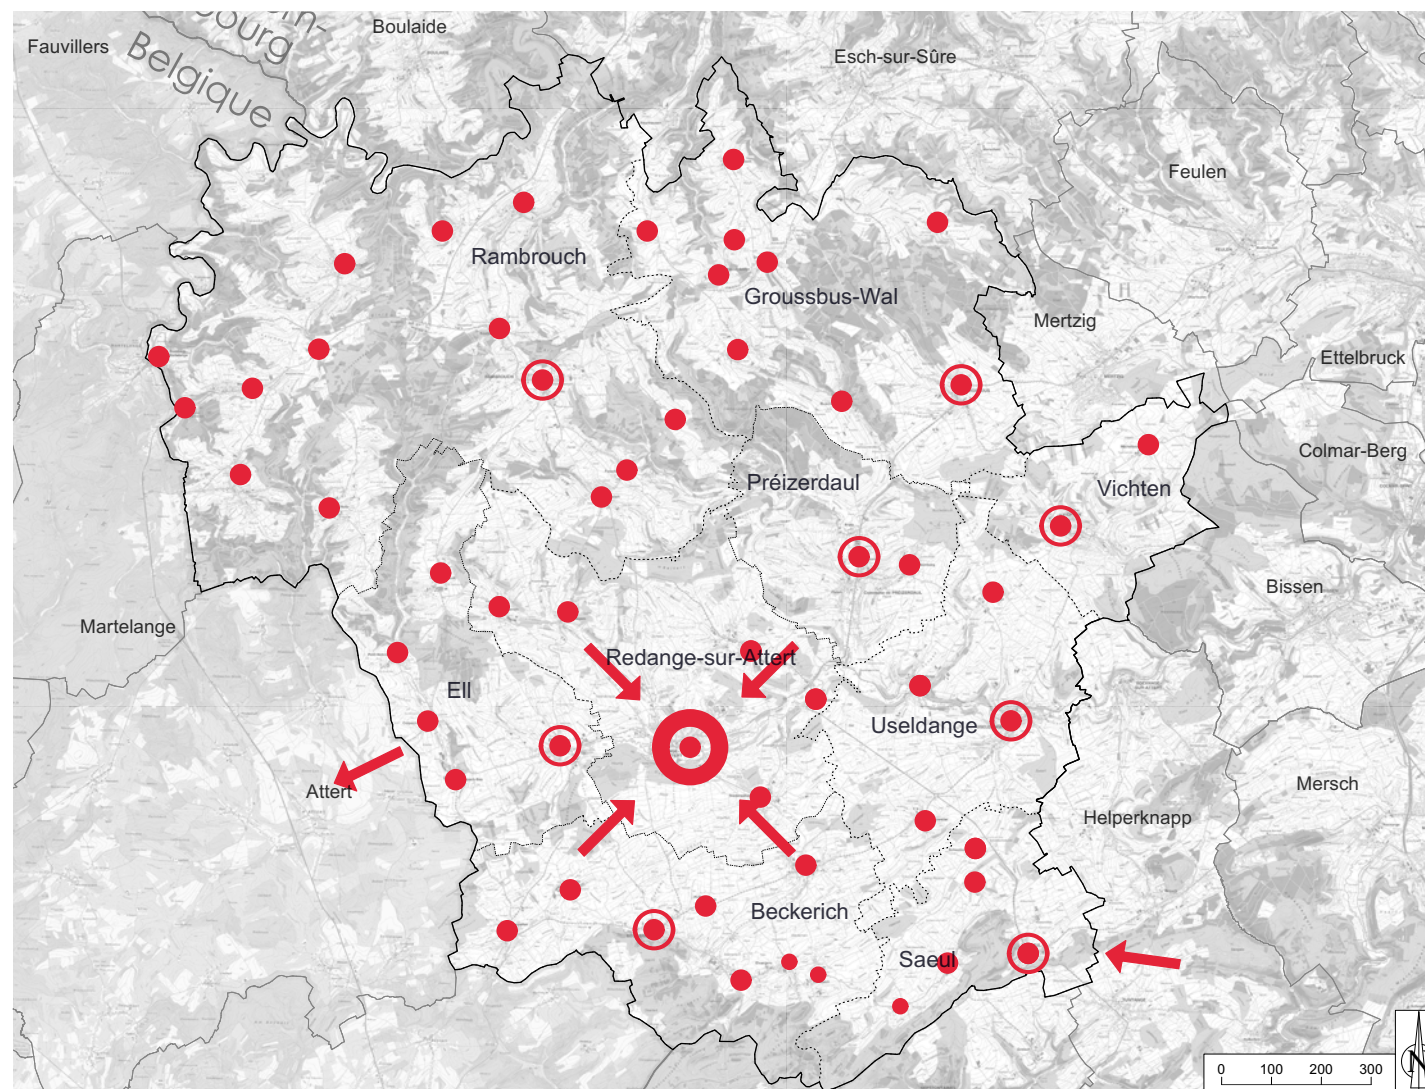 Boulaide
Fauvillers
Belgique
Esch-sur-Sûre
Feulen
Rambrouch
Groussbus-Wal
Mertzig
Ettelbruck
Colmar-Berg
Préizerdaul
Vichten
Bissen
Martelange
Redange-sur-Attert
Ell
Useldange
Mersch
Attert
Helperknapp
Beckerich
Saeul
0 100 200 300
N